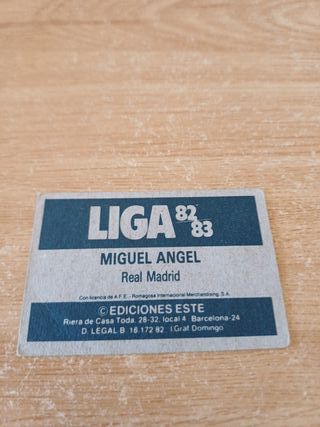 LIGA 82 83
MIGUEL ANGEL
Real Madrid
Con licencia de A.F.E. - Romagosa International Merchandising, S.A.
© EDICIONES ESTE
Riera de Casa Toda, 28-32, local 4 Barcelona-24
D. LEGAL B. 16.172 82 I.Graf Domingo